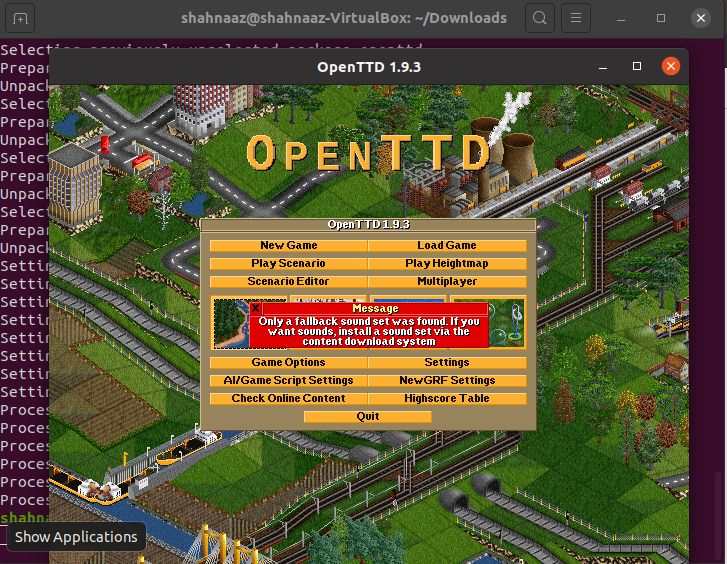 shahnaaz@shahnaaz-VirtualBox: ~/Downloads
OpenTTD 1.9.3
OPENTTD
OpenTTD 1.9.3
New Game Load Game
Play Scenario Play Heightmap
Scenario Editor Multiplayer
Message
Only a fallback sound set was found. If you
want sounds, install a sound set via the
content download system
Game Options Settings
AI/Game Script Settings NewGRF Settings
Check Online Content Highscore Table
Quit
Prepar
Unpack
Select
Prepar
Unpack
Select
Prepar
Unpack
Select
Prepar
Unpack
Settin
Settin
Settin
Settin
Settin
Settin
Settin
Settin
Proces
Proces
Proces
Proces
Proces
shahna
Show Applications